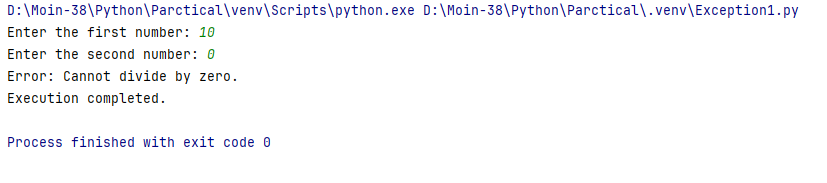 D:\Moin-38\Python\Parctical\venv\Scripts\python.exe D:\Moin-38\Python\Parctical\.venv\Exception1.py
Enter the first number: 10
Enter the second number: 0
Error: Cannot divide by zero.
Execution completed.
Process finished with exit code 0